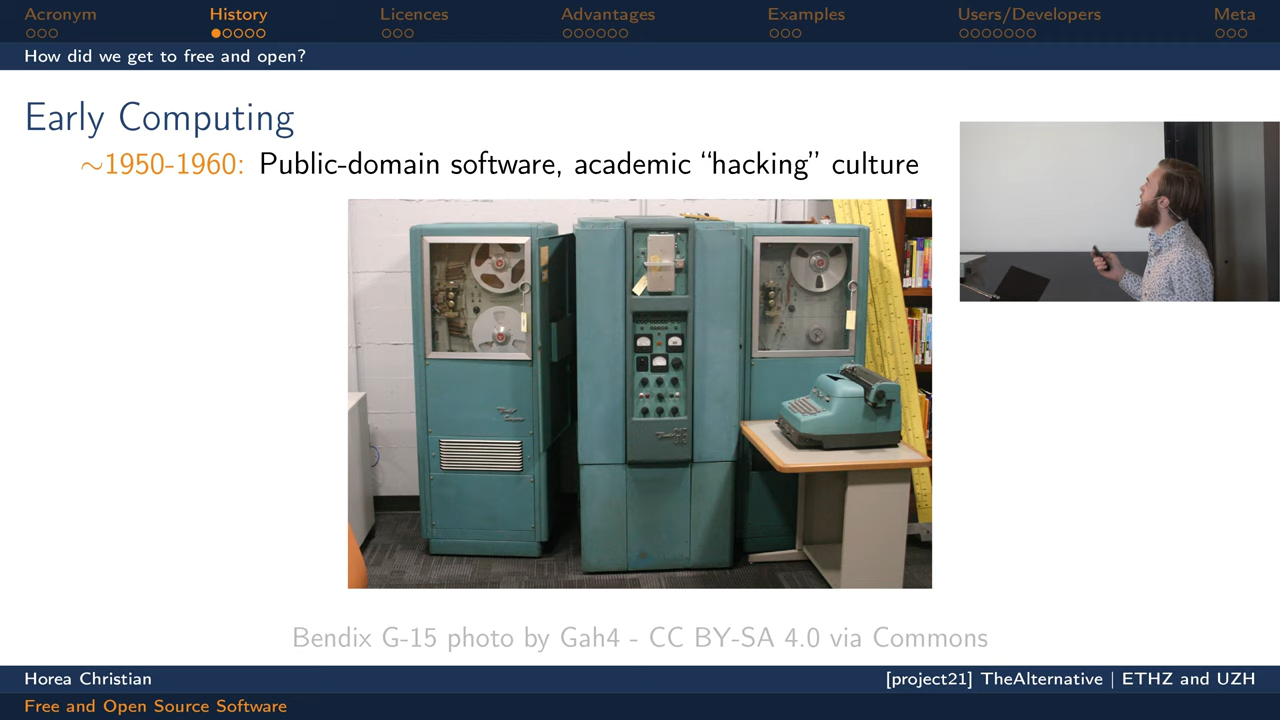 Acronym History Licences Advantages Examples Users/Developers Meta
How did we get to free and open?
Early Computing
~1950-1960: Public-domain software, academic “hacking” culture
Bendix G-15 photo by Gah4 - CC BY-SA 4.0 via Commons
Horea Christian [project21] TheAlternative | ETHZ and UZH
Free and Open Source Software